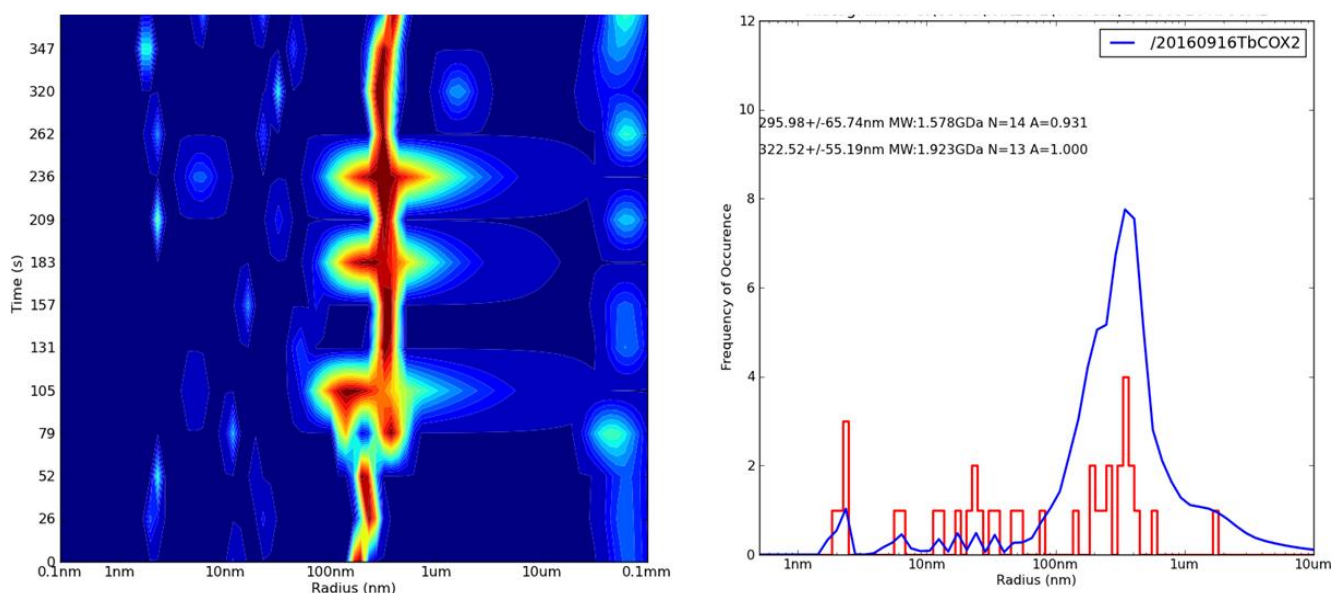 347
320
262
236
209
183
157
131
105
79
52
26
0
Time (s)
0.1nm 1nm 10nm 100nm 1um 10um 0.1nm
Radius (nm)
12
10
8
6
4
2
0
Frequency of Occurence
/20160916TbCOX2
295.98+/-65.74nm MW:1.578GDa N=14 A=0.931
322.52+/-55.19nm MW:1.923GDa N=13 A=1.000
1nm 10nm 100nm 1um 10um
Radius (nm)